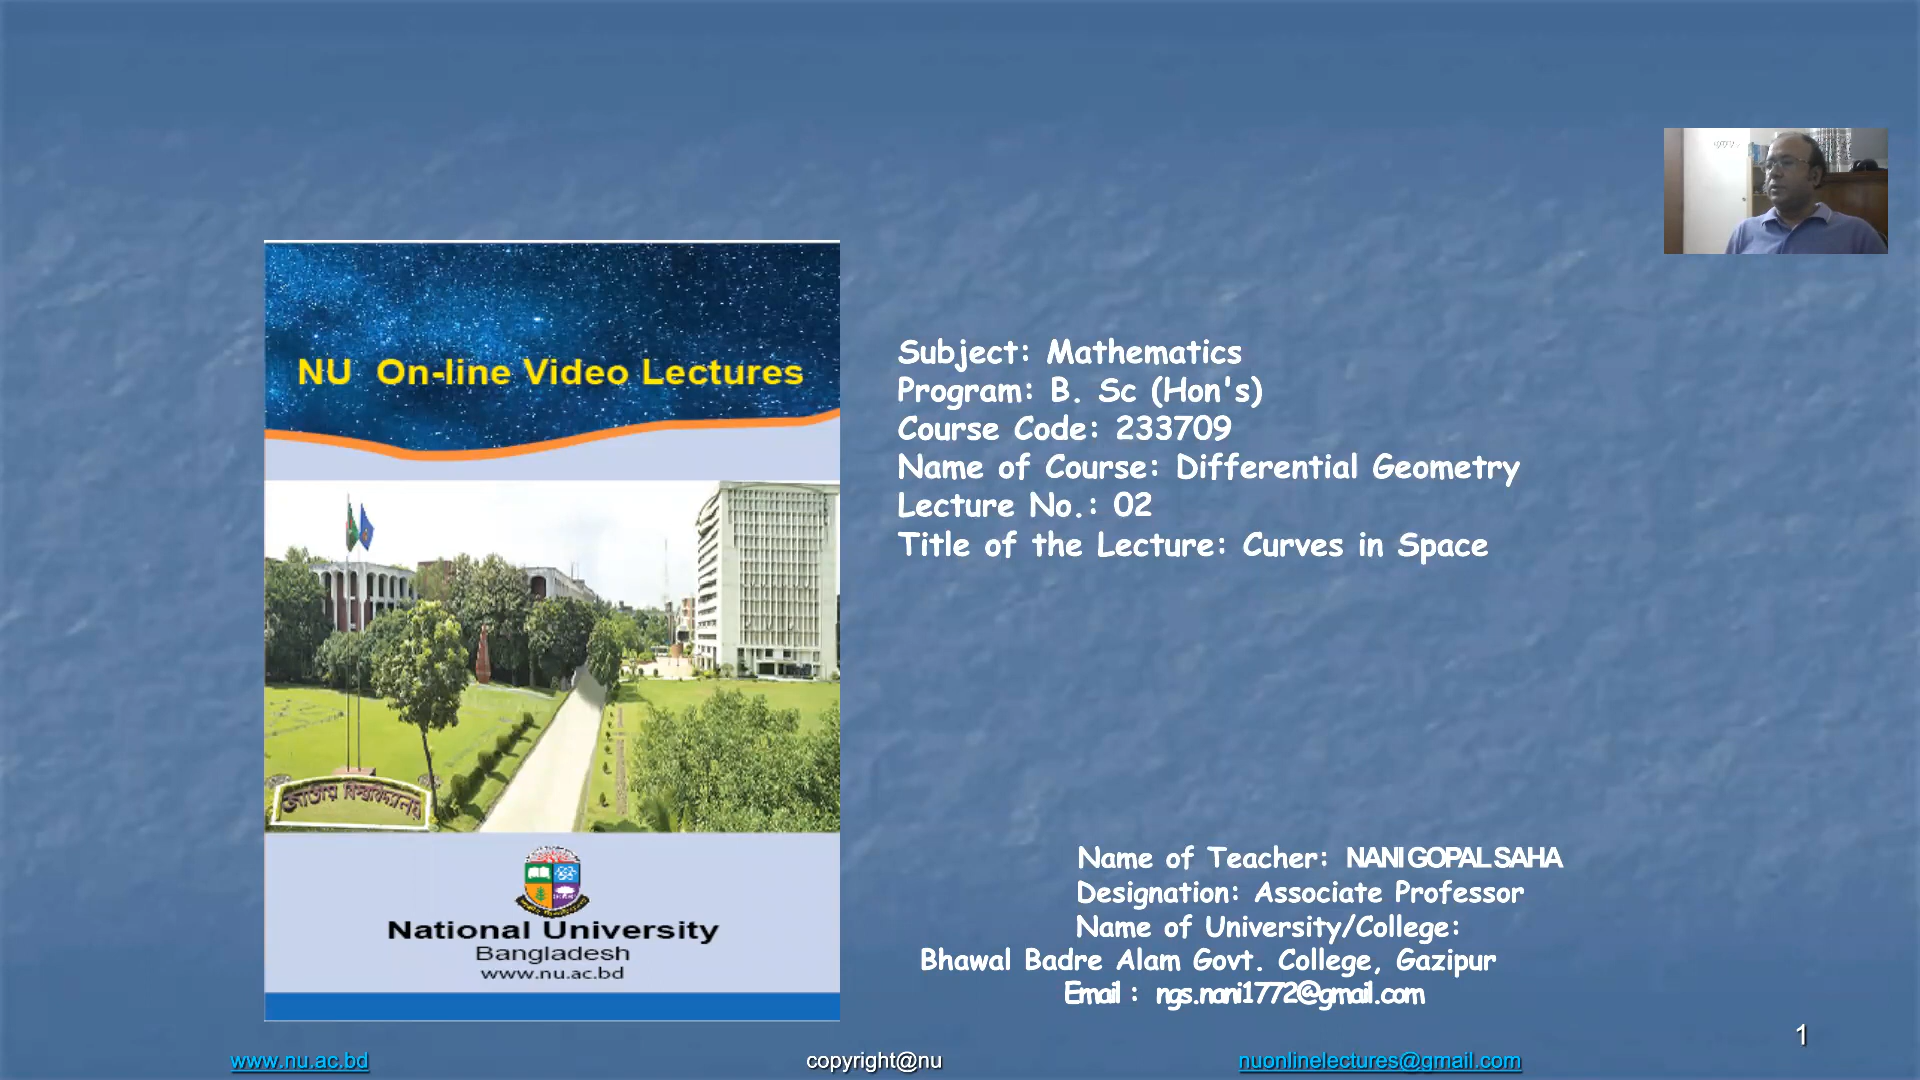 NU On-line Video Lectures
জাতীয় বিশ্ববিদ্যালয়
National University
Bangladesh
www.nu.ac.bd
Subject: Mathematics
Program: B. Sc (Hon's)
Course Code: 233709
Name of Course: Differential Geometry
Lecture No.: 02
Title of the Lecture: Curves in Space
Name of Teacher: NANI GOPAL SAHA
Designation: Associate Professor
Name of University/College:
Bhawal Badre Alam Govt. College, Gazipur
Email : ngs.nani1772@gmail.com
1
www.nu.ac.bd
copyright@nu
nuonlinelectures@gmail.com